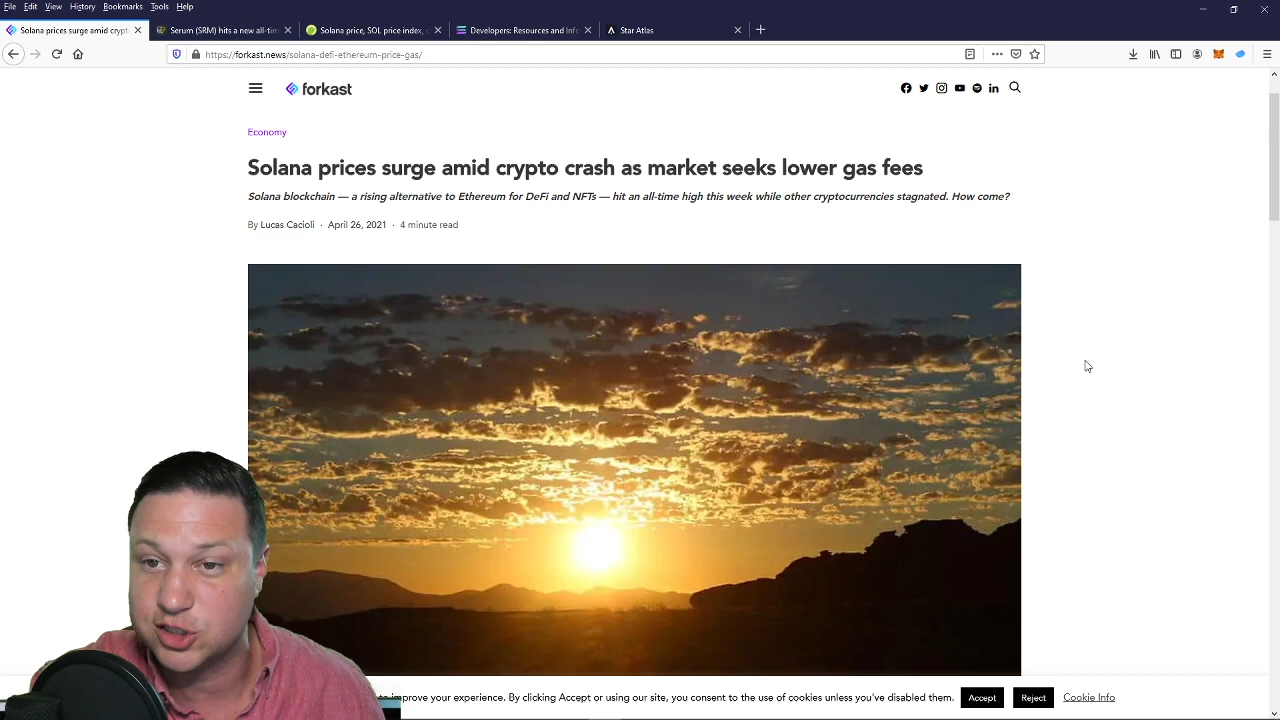 File Edit View History Bookmarks Tools Help
Solana prices surge amid crypto
Serum (SRM) hits a new all-tim
Solana price, SOL price index, c
Developers: Resources and Info
Star Atlas
https://forkast.news/solana-defi-ethereum-price-gas/
forkast
Economy
Solana prices surge amid crypto crash as market seeks lower gas fees
Solana blockchain — a rising alternative to Ethereum for DeFi and NFTs — hit an all-time high this week while other cryptocurrencies stagnated. How come?
By Lucas Cacioli · April 26, 2021 · 4 minute read
to improve your experience. By clicking Accept or using our site, you consent to the use of cookies unless you've disabled them. Accept Reject Cookie Info